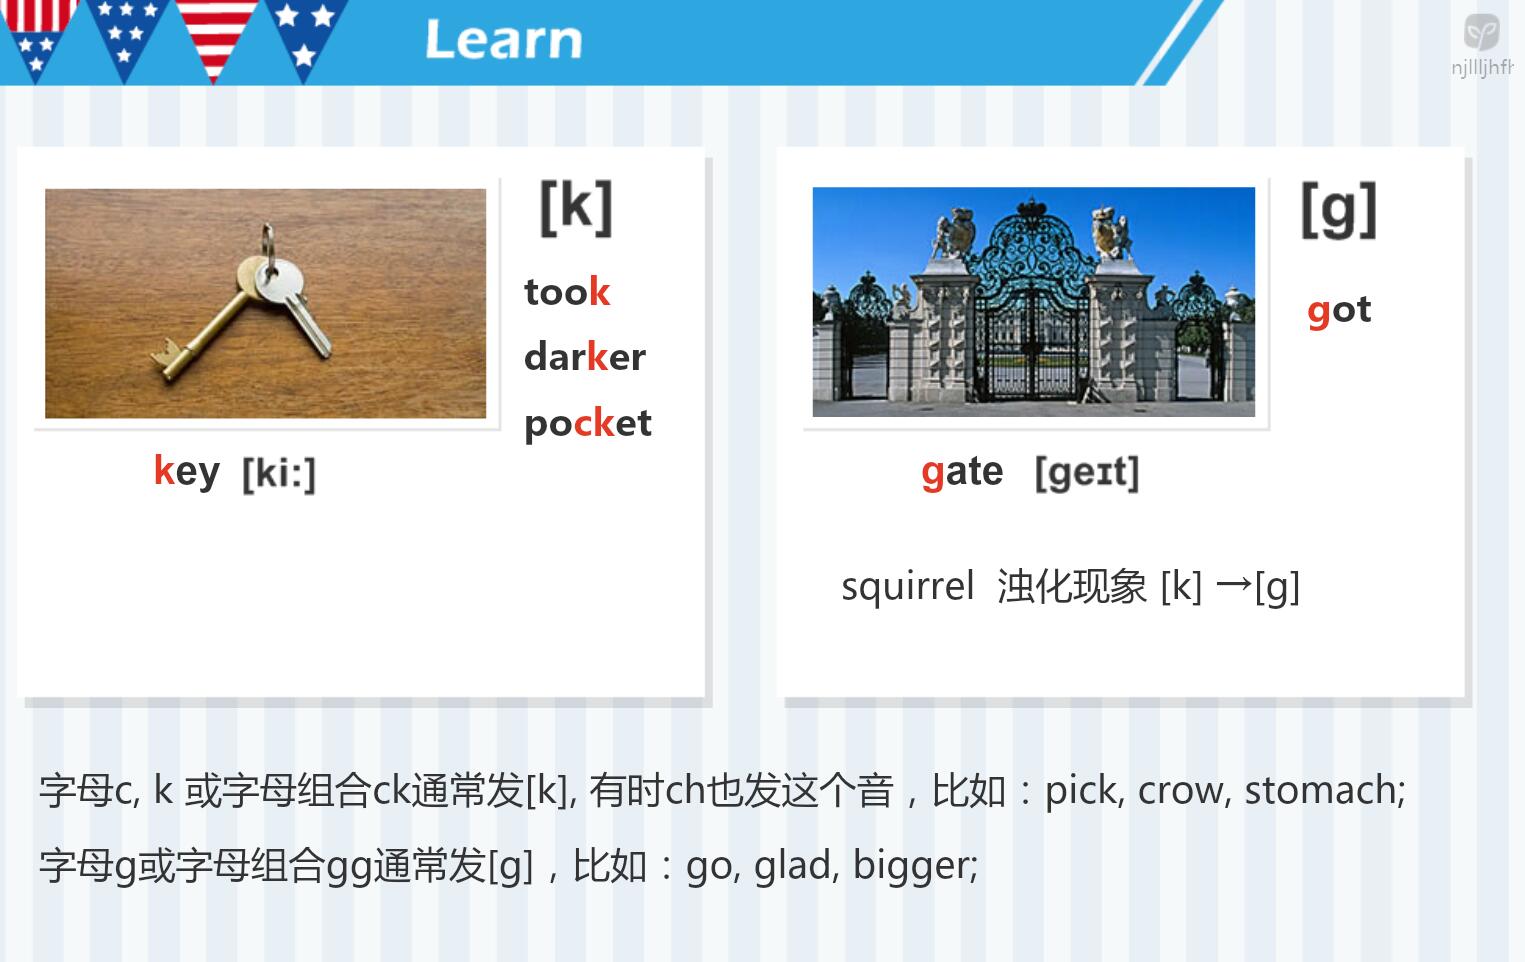 Learn
njllljhfh
[k]
took
darker
pocket
key [ki:]
[g]
got
gate [geɪt]
squirrel 浊化现象 [k] →[g]
字母c, k 或字母组合ck通常发[k], 有时ch也发这个音，比如：pick, crow, stomach;
字母g或字母组合gg通常发[g]，比如：go, glad, bigger;